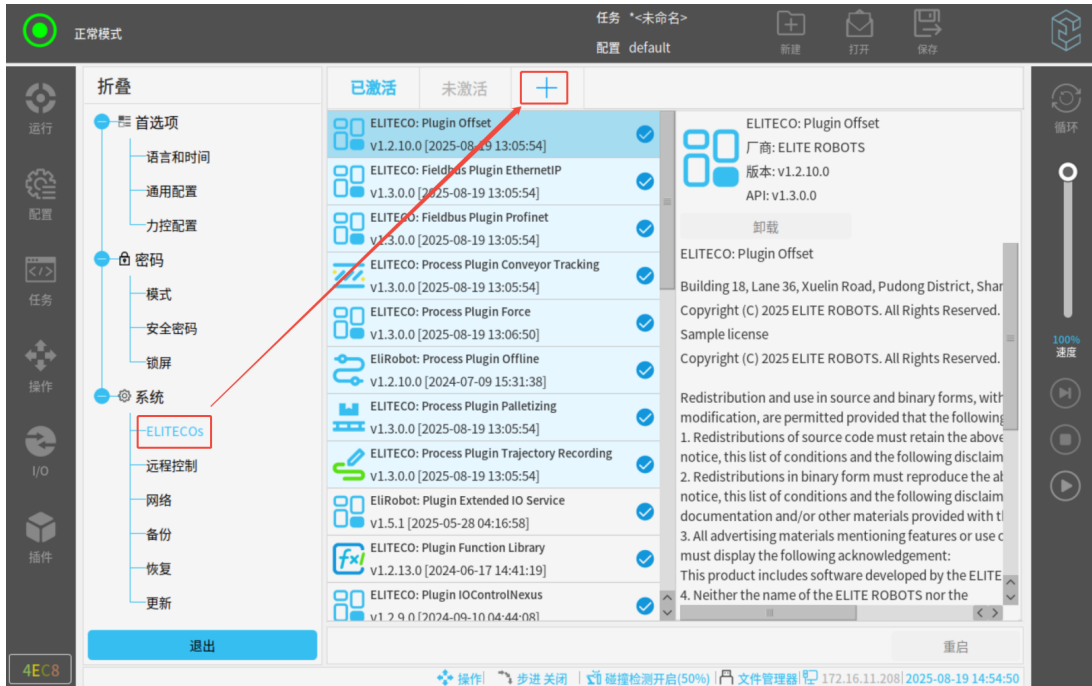 正常模式
任务 *<未命名>
配置 default
新建
打开
保存
运行
配置
任务
操作
I/O
插件
4EC8
折叠
首选项
语言和时间
通用配置
力控配置
密码
模式
安全密码
锁屏
系统
ELITECOs
远程控制
网络
备份
恢复
更新
退出
已激活
未激活
ELITECO: Plugin Offset
v1.2.10.0 [2025-08-19 13:05:54]
ELITECO: Fieldbus Plugin EthernetIP
v1.3.0.0 [2025-08-19 13:05:54]
ELITECO: Fieldbus Plugin Profinet
v1.3.0.0 [2025-08-19 13:05:54]
ELITECO: Process Plugin Conveyor Tracking
v1.3.0.0 [2025-08-19 13:05:54]
ELITECO: Process Plugin Force
v1.3.0.0 [2025-08-19 13:06:50]
EliRobot: Process Plugin Offline
v1.2.10.0 [2024-07-09 15:31:38]
ELITECO: Process Plugin Palletizing
v1.3.0.0 [2025-08-19 13:05:54]
ELITECO: Process Plugin Trajectory Recording
v1.3.0.0 [2025-08-19 13:05:54]
EliRobot: Plugin Extended IO Service
v1.5.1 [2025-05-28 04:16:58]
ELITECO: Plugin Function Library
v1.2.13.0 [2024-06-17 14:41:19]
ELITECO: Plugin IOControlNexus
v1.2.9.0 [2024-09-10 04:44:08]
ELITECO: Plugin Offset
厂商: ELITE ROBOTS
版本: v1.2.10.0
API: v1.3.0.0
卸载
ELITECO: Plugin Offset
Building 18, Lane 36, Xuelin Road, Pudong District, Shar
Copyright (C) 2025 ELITE ROBOTS. All Rights Reserved.
Sample license
Copyright (C) 2025 ELITE ROBOTS. All Rights Reserved.
Redistribution and use in source and binary forms, with
modification, are permitted provided that the following
1. Redistributions of source code must retain the above
notice, this list of conditions and the following disclaim
2. Redistributions in binary form must reproduce the ab
notice, this list of conditions and the following disclaim
documentation and/or other materials provided with t
3. All advertising materials mentioning features or use o
must display the following acknowledgement:
This product includes software developed by the ELITE
4. Neither the name of the ELITE ROBOTS nor the
重启
循环
100%
速度
操作 步进 关闭 碰撞检测开启(50%) 文件管理器 172.16.11.208 2025-08-19 14:54:50